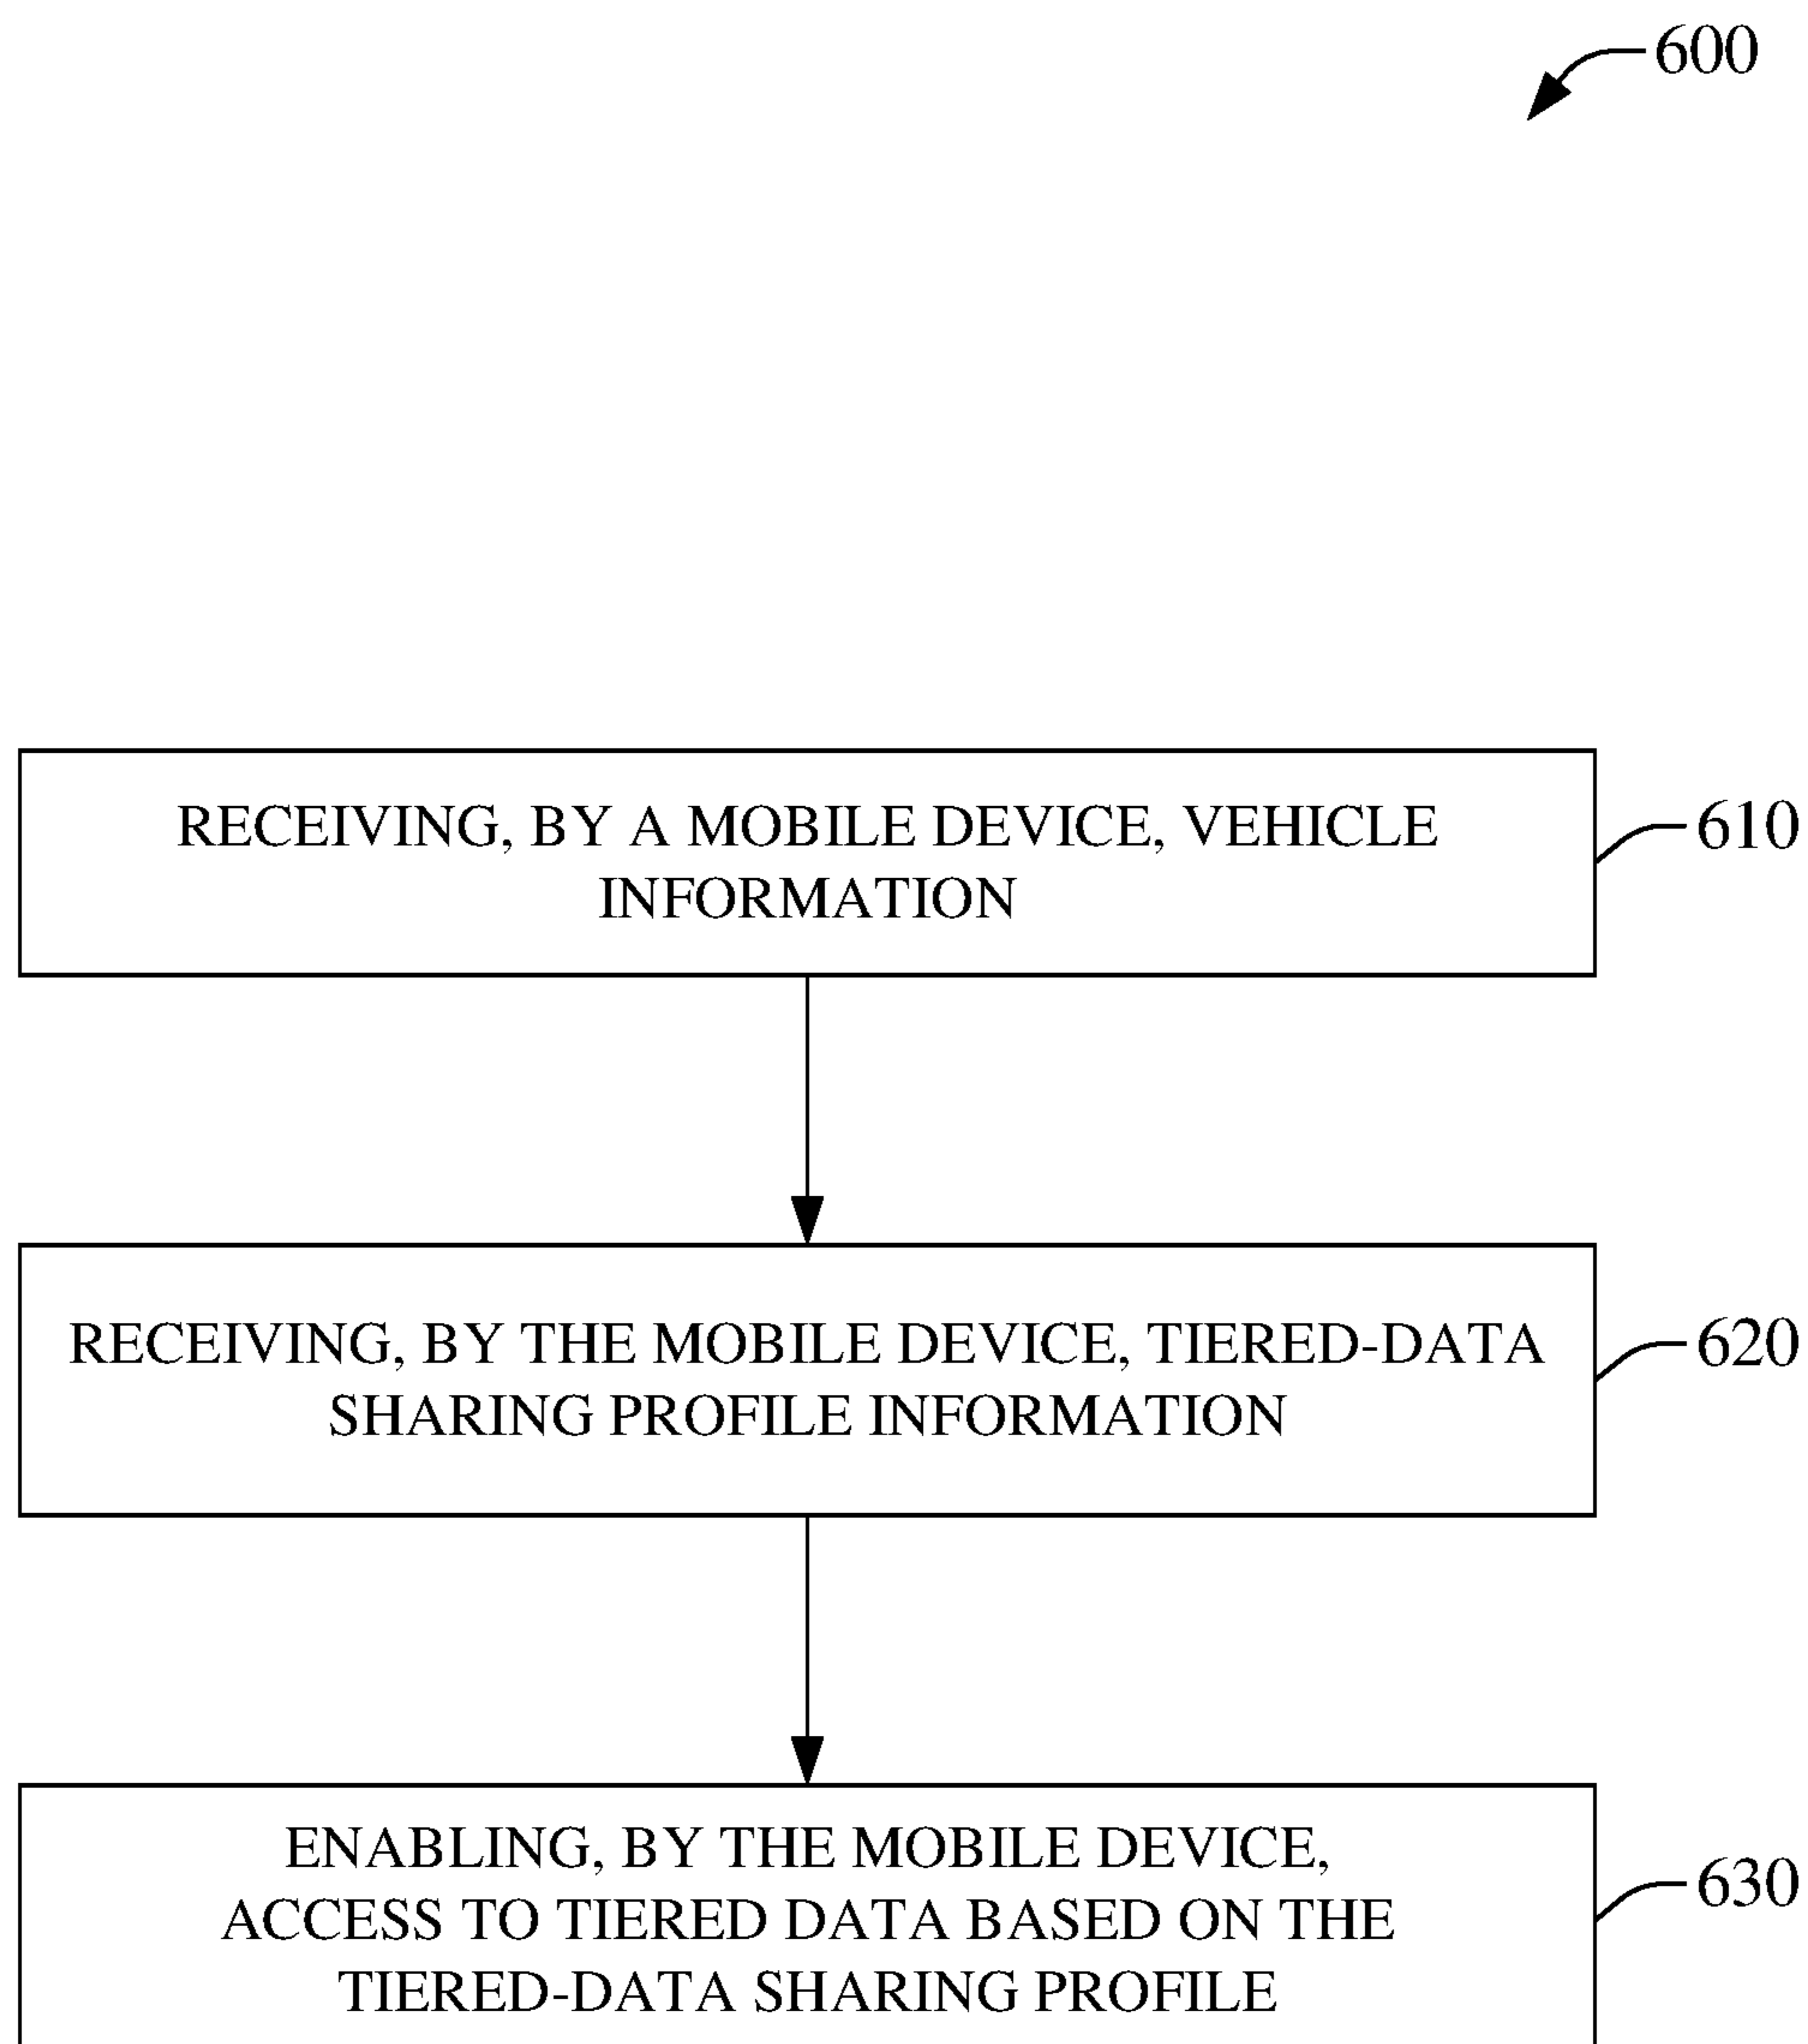 600
RECEIVING, BY A MOBILE DEVICE, VEHICLE
INFORMATION
610
RECEIVING, BY THE MOBILE DEVICE, TIERED-DATA
SHARING PROFILE INFORMATION
620
ENABLING, BY THE MOBILE DEVICE,
ACCESS TO TIERED DATA BASED ON THE
TIERED-DATA SHARING PROFILE
630